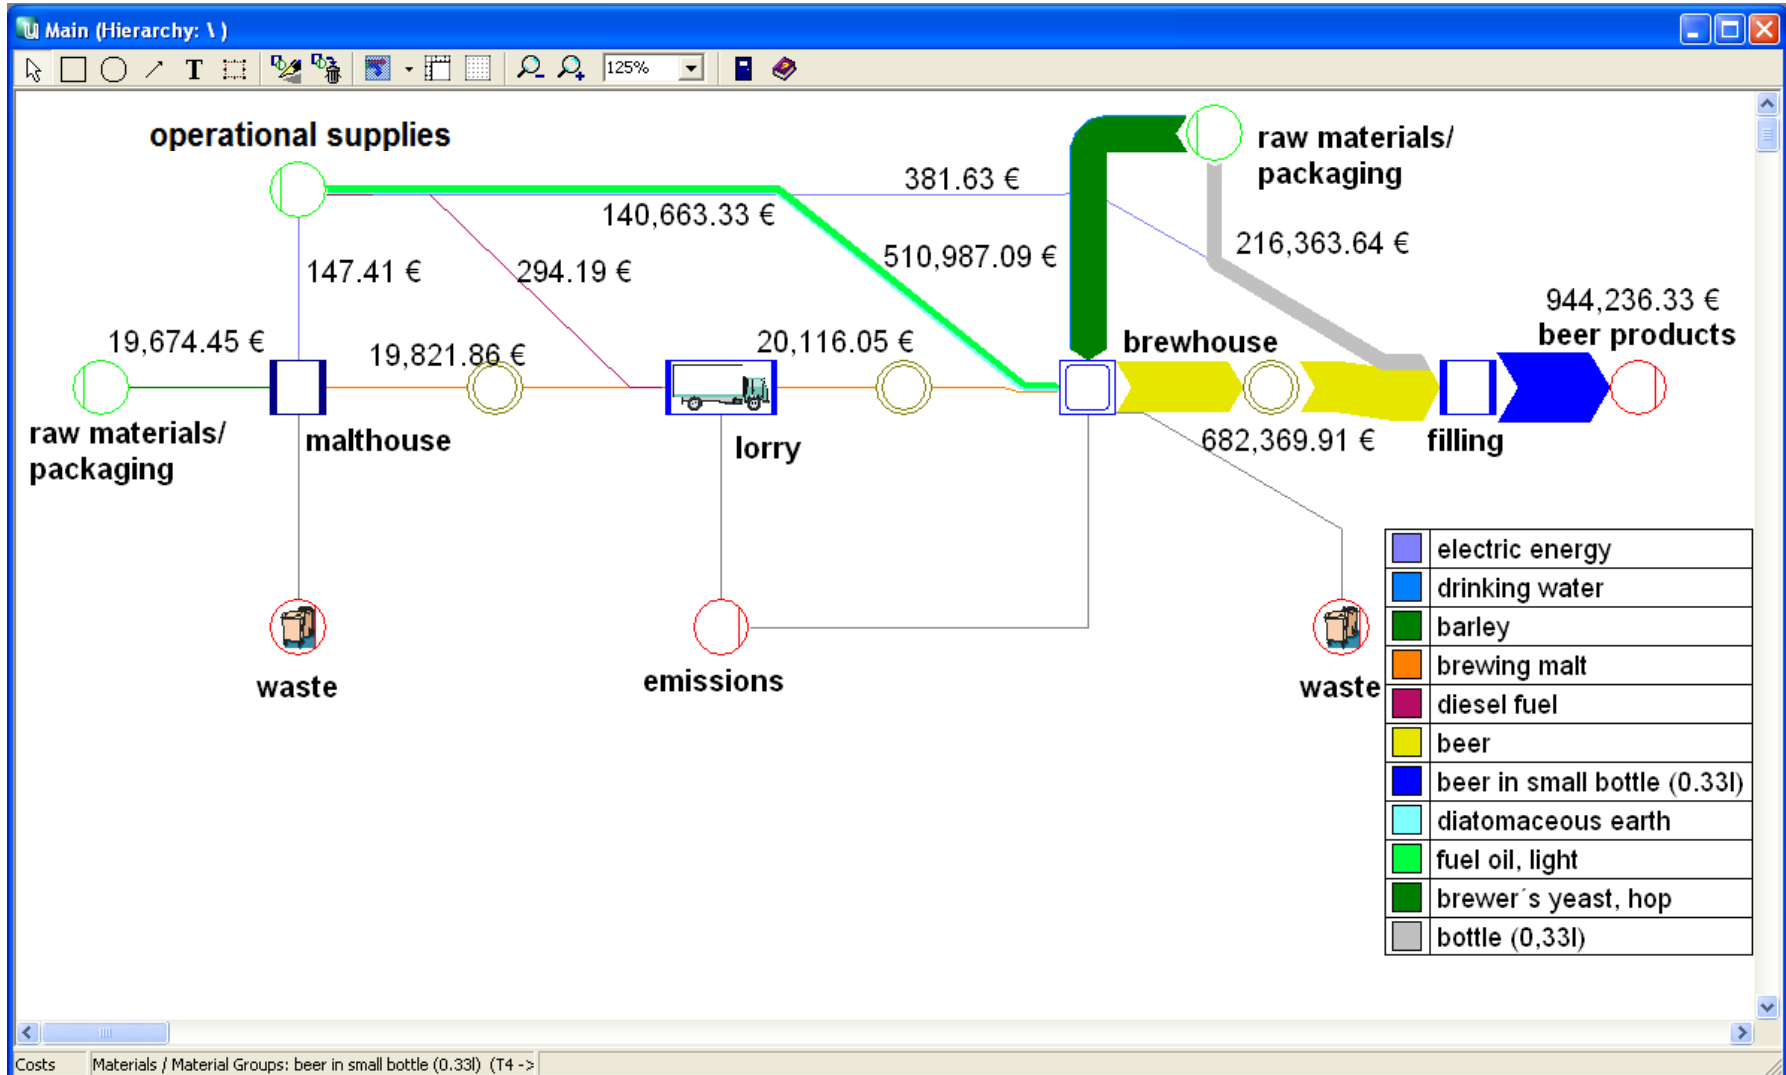 Main (Hierarchy: \ )
T
125%
operational supplies
raw materials/
packaging
381.63 €
140,663.33 €
510,987.09 €
216,363.64 €
147.41 €
294.19 €
944,236.33 €
beer products
19,674.45 €
19,821.86 €
20,116.05 €
brewhouse
raw materials/
packaging
malthouse
lorry
682,369.91 €
filling
waste
emissions
waste
electric energy
drinking water
barley
brewing malt
diesel fuel
beer
beer in small bottle (0.33l)
diatomaceous earth
fuel oil, light
brewer´s yeast, hop
bottle (0,33l)
Costs
Materials / Material Groups: beer in small bottle (0.33l) (T4 ->